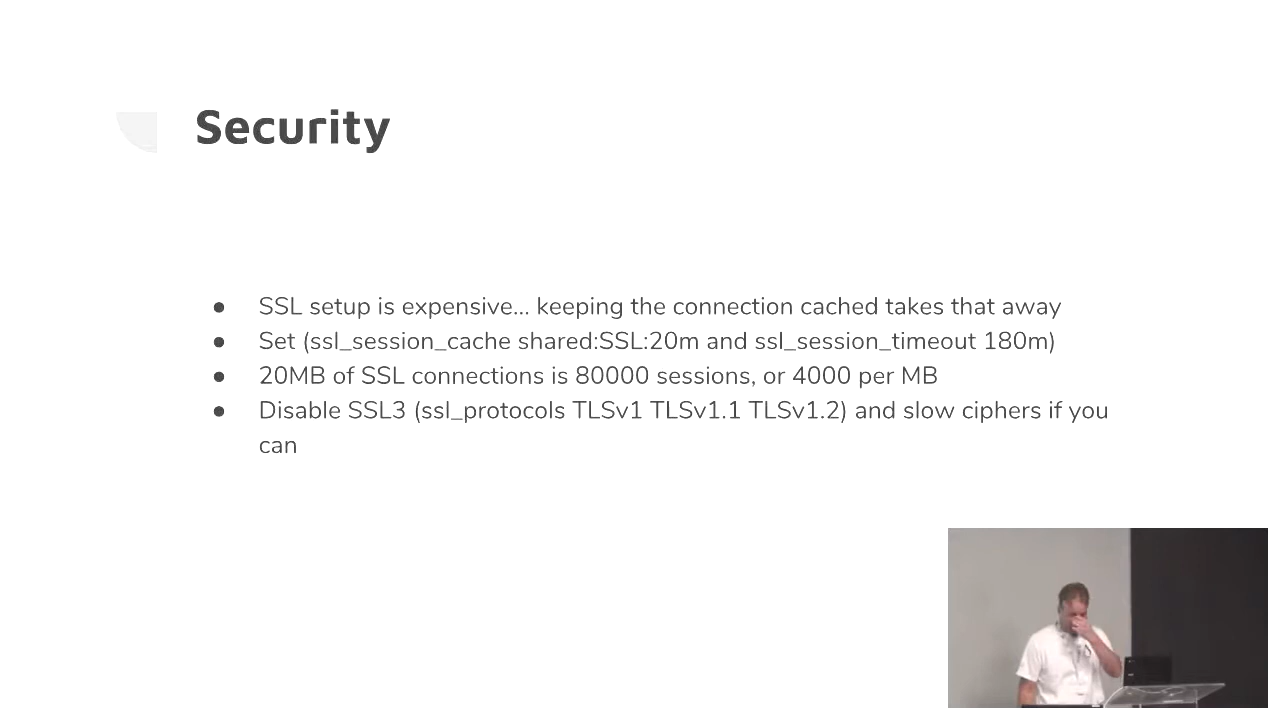 Security
● SSL setup is expensive... keeping the connection cached takes that away
● Set (ssl_session_cache shared:SSL:20m and ssl_session_timeout 180m)
● 20MB of SSL connections is 80000 sessions, or 4000 per MB
● Disable SSL3 (ssl_protocols TLSv1 TLSv1.1 TLSv1.2) and slow ciphers if you
can